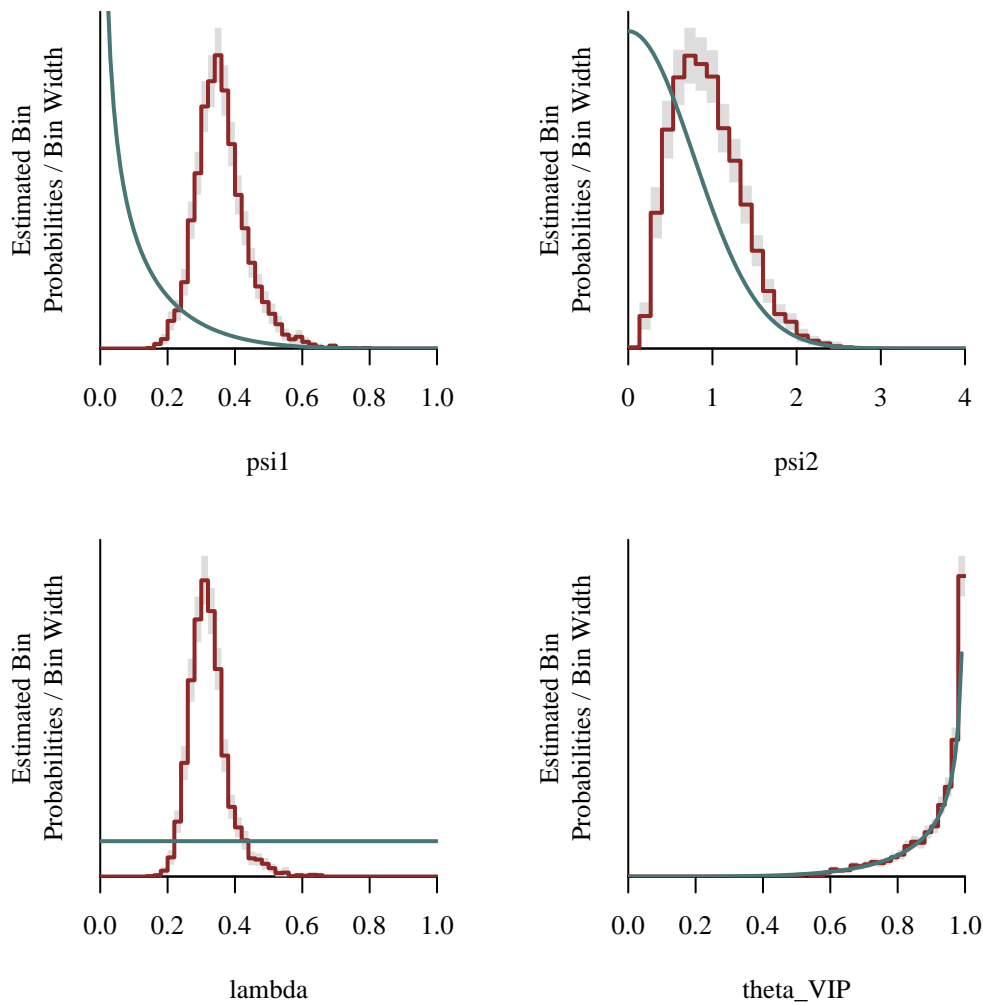 Estimated Bin
Probabilities / Bin Width
0.0 0.2 0.4 0.6 0.8 1.0
psi1
Estimated Bin
Probabilities / Bin Width
0 1 2 3 4
psi2
Estimated Bin
Probabilities / Bin Width
0.0 0.2 0.4 0.6 0.8 1.0
lambda
Estimated Bin
Probabilities / Bin Width
0.0 0.2 0.4 0.6 0.8 1.0
theta_VIP